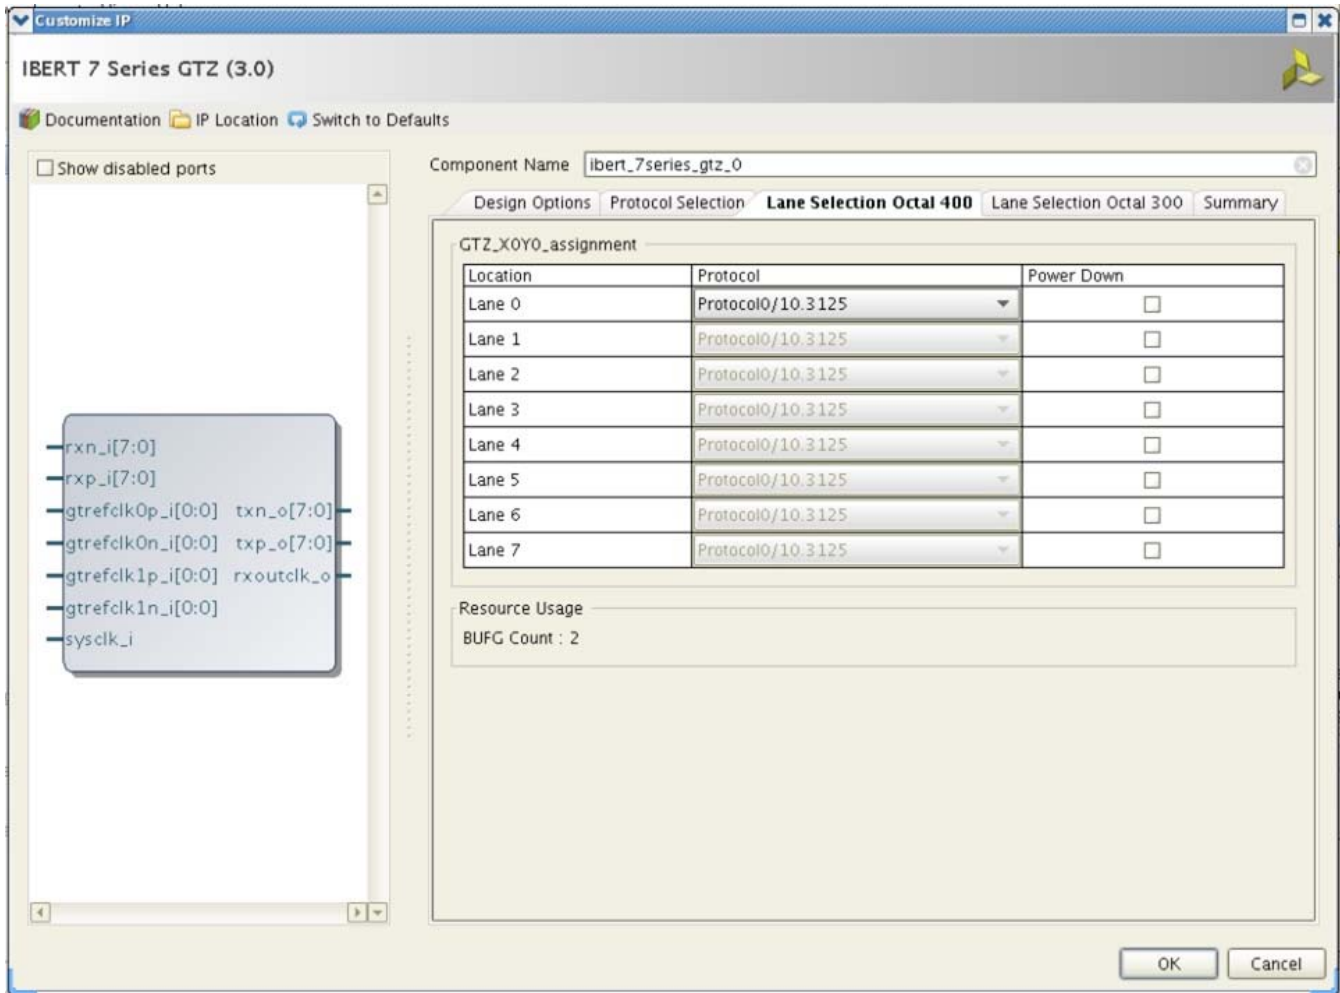 Customize IP
IBERT 7 Series GTZ (3.0)
Documentation IP Location Switch to Defaults
Show disabled ports
rxn_i[7:0]
rxp_i[7:0]
gtrefclk0p_i[0:0] txn_o[7:0]
gtrefclk0n_i[0:0] txp_o[7:0]
gtrefclk1p_i[0:0] rxoutclk_o
gtrefclk1n_i[0:0]
sysclk_i
Component Name ibert_7series_gtz_0
Design Options Protocol Selection Lane Selection Octal 400 Lane Selection Octal 300 Summary
GTZ_X0Y0_assignment
Location Protocol Power Down
Lane 0 Protocol0/10.3125
Lane 1 Protocol0/10.3125
Lane 2 Protocol0/10.3125
Lane 3 Protocol0/10.3125
Lane 4 Protocol0/10.3125
Lane 5 Protocol0/10.3125
Lane 6 Protocol0/10.3125
Lane 7 Protocol0/10.3125
Resource Usage
BUFG Count : 2
OK Cancel